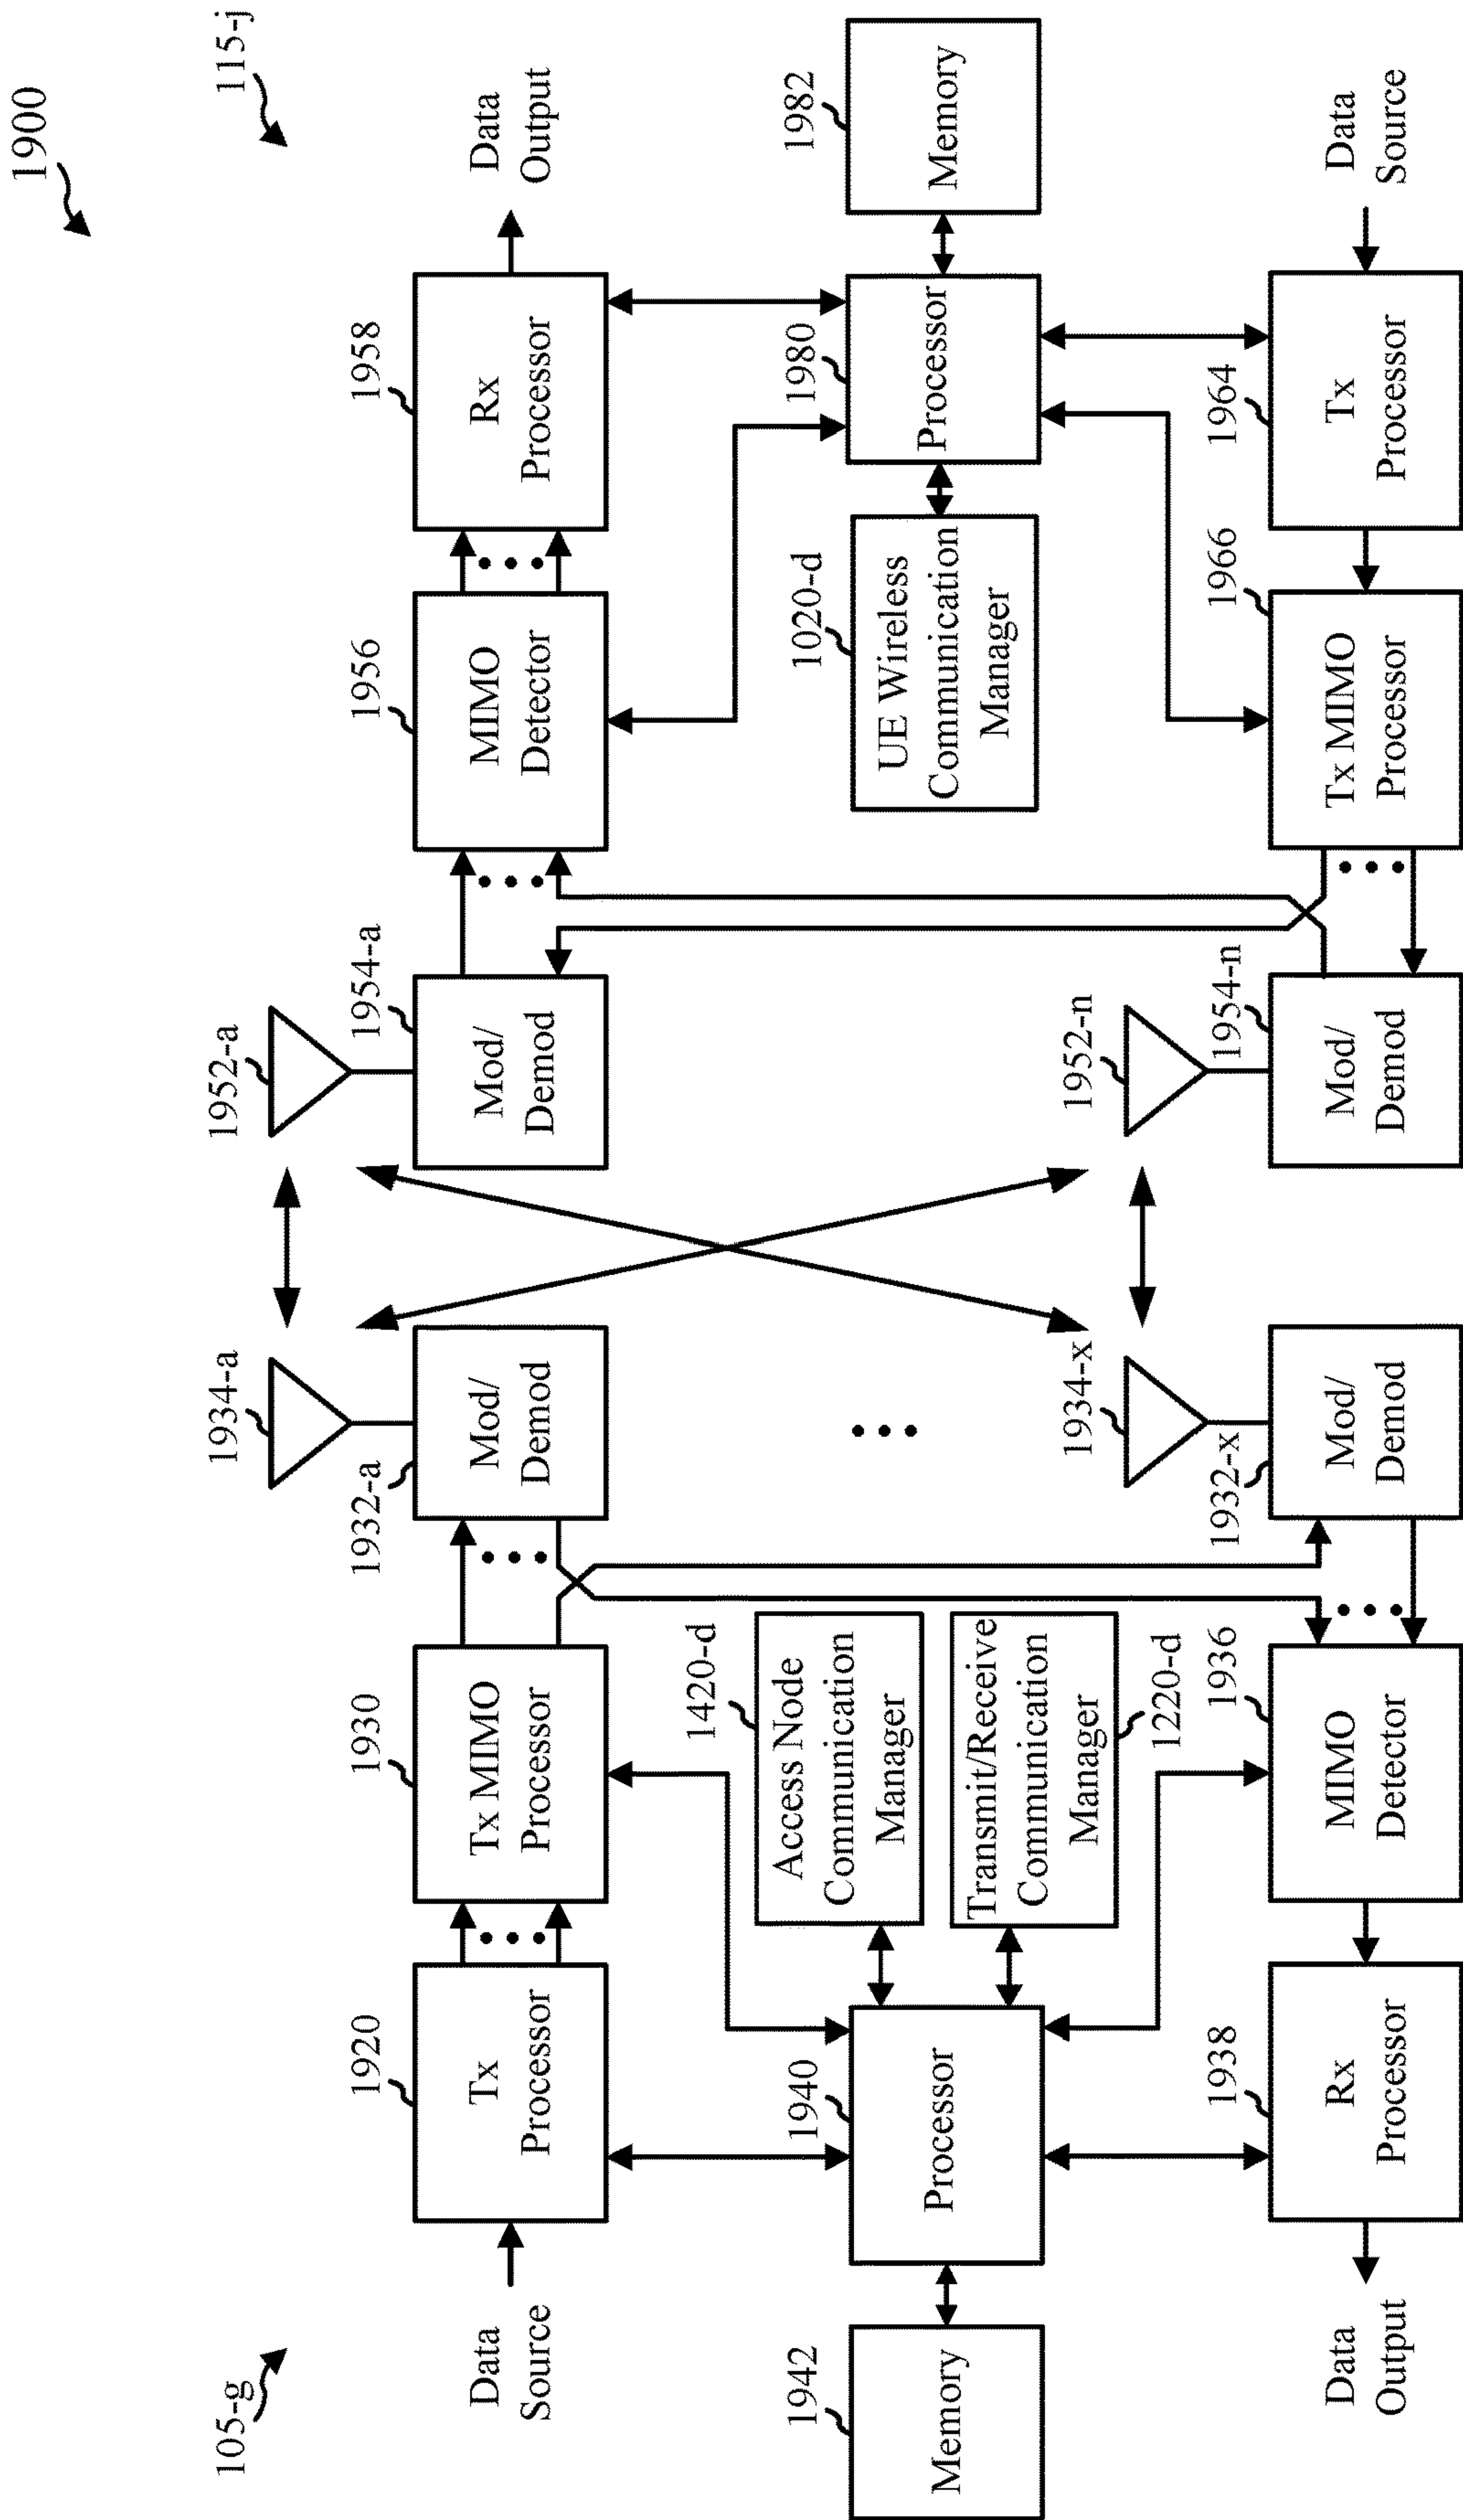 1900
105-g
115-j
Data
Source
1920
Tx
Processor
1930
Tx MIMO
Processor
1932-a
Mod/
Demod
1934-a
1952-a
1954-a
Mod/
Demod
1956
MIMO
Detector
1958
Rx
Processor
Data
Output
1942
Memory
1940
Processor
1420-d
Access Node
Communication
Manager
Transmit/Receive
Communication
Manager
1220-d
1020-d
UE Wireless
Communication
Manager
1980
Processor
1982
Memory
Data
Output
1938
Rx
Processor
1936
MIMO
Detector
1932-x
Mod/
Demod
1934-x
1952-n
1954-n
Mod/
Demod
1966
Tx MIMO
Processor
1964
Tx
Processor
Data
Source